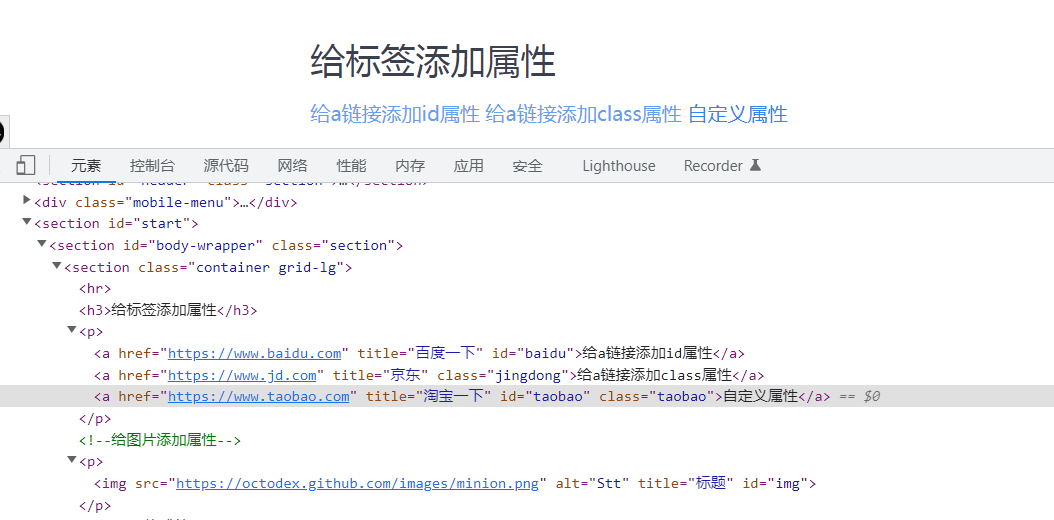 给标签添加属性
给a链接添加id属性 给a链接添加class属性 自定义属性
元素 控制台 源代码 网络 性能 内存 应用 安全 Lighthouse Recorder
<section id="header" class="section">…</section>
<div class="mobile-menu">…</div>
<section id="start">
<section id="body-wrapper" class="section">
<section class="container grid-lg">
<hr>
<h3>给标签添加属性</h3>
<p>
<a href="https://www.baidu.com" title="百度一下" id="baidu">给a链接添加id属性</a>
<a href="https://www.jd.com" title="京东" class="jingdong">给a链接添加class属性</a>
<a href="https://www.taobao.com" title="淘宝一下" id="taobao" class="taobao">自定义属性</a> == $0
</p>
<!--给图片添加属性-->
<p>
<img src="https://octodex.github.com/images/minion.png" alt="Stt" title="标题" id="img">
</p>